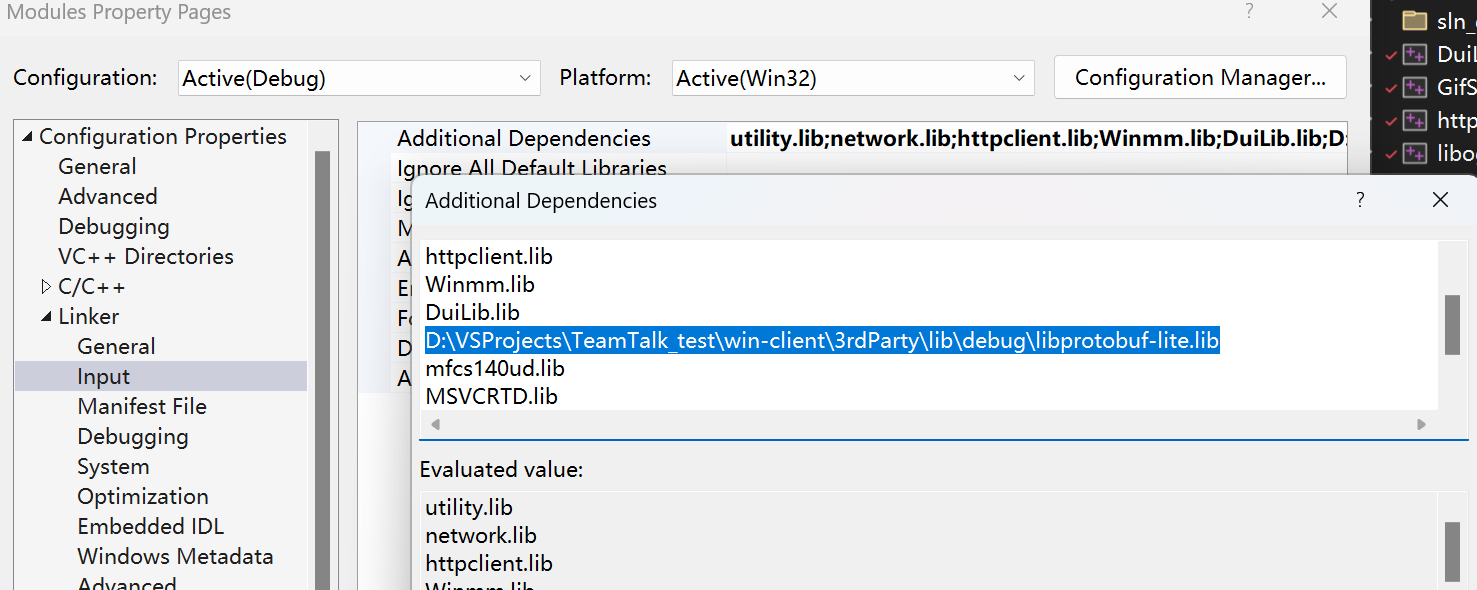 Modules Property Pages
?
Configuration: Active(Debug) Platform: Active(Win32) Configuration Manager...
Configuration Properties
General
Advanced
Debugging
VC++ Directories
C/C++
Linker
General
Input
Manifest File
Debugging
System
Optimization
Embedded IDL
Windows Metadata
Advanced
Additional Dependencies utility.lib;network.lib;httpclient.lib;Winmm.lib;DuiLib.lib;D:
Ignore All Default Libraries
Additional Dependencies
?
httpclient.lib
Winmm.lib
DuiLib.lib
D:\VSProjects\TeamTalk_test\win-client\3rdParty\lib\debug\libprotobuf-lite.lib
mfcs140ud.lib
MSVCRTD.lib
Evaluated value:
utility.lib
network.lib
httpclient.lib
Winmm.lib
sln_
DuiL
GifS
http
liboc